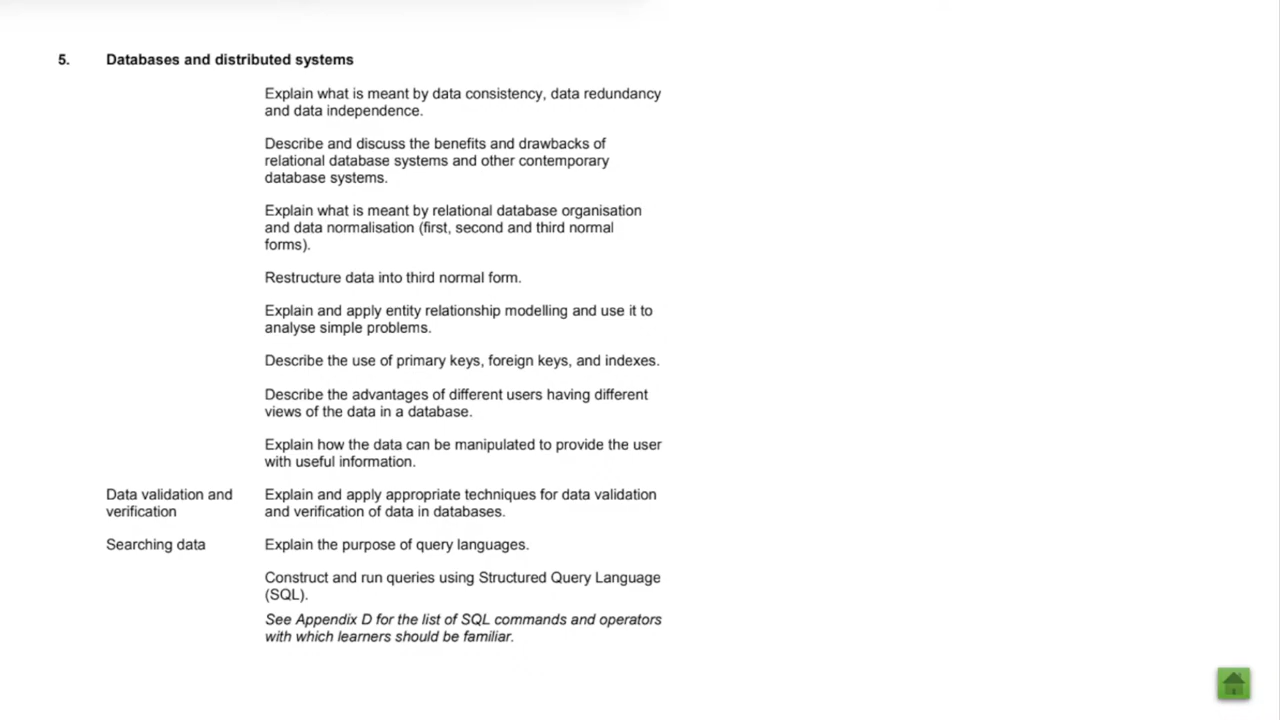 5. Databases and distributed systems
Explain what is meant by data consistency, data redundancy
and data independence.
Describe and discuss the benefits and drawbacks of
relational database systems and other contemporary
database systems.
Explain what is meant by relational database organisation
and data normalisation (first, second and third normal
forms).
Restructure data into third normal form.
Explain and apply entity relationship modelling and use it to
analyse simple problems.
Describe the use of primary keys, foreign keys, and indexes.
Describe the advantages of different users having different
views of the data in a database.
Explain how the data can be manipulated to provide the user
with useful information.
Data validation and
verification
Explain and apply appropriate techniques for data validation
and verification of data in databases.
Searching data
Explain the purpose of query languages.
Construct and run queries using Structured Query Language
(SQL).
See Appendix D for the list of SQL commands and operators
with which learners should be familiar.